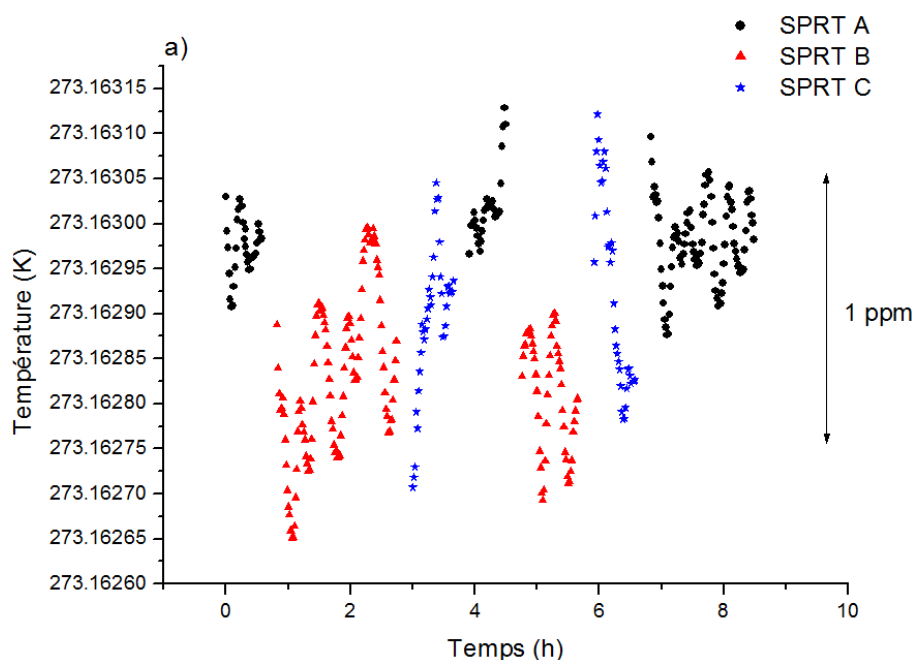 a)
SPRT A
SPRT B
SPRT C
273.16315
273.16310
273.16305
273.16300
273.16295
273.16290
273.16285
273.16280
273.16275
273.16270
273.16265
273.16260
Température (K)
1 ppm
0 2 4 6 8 10
Temps (h)